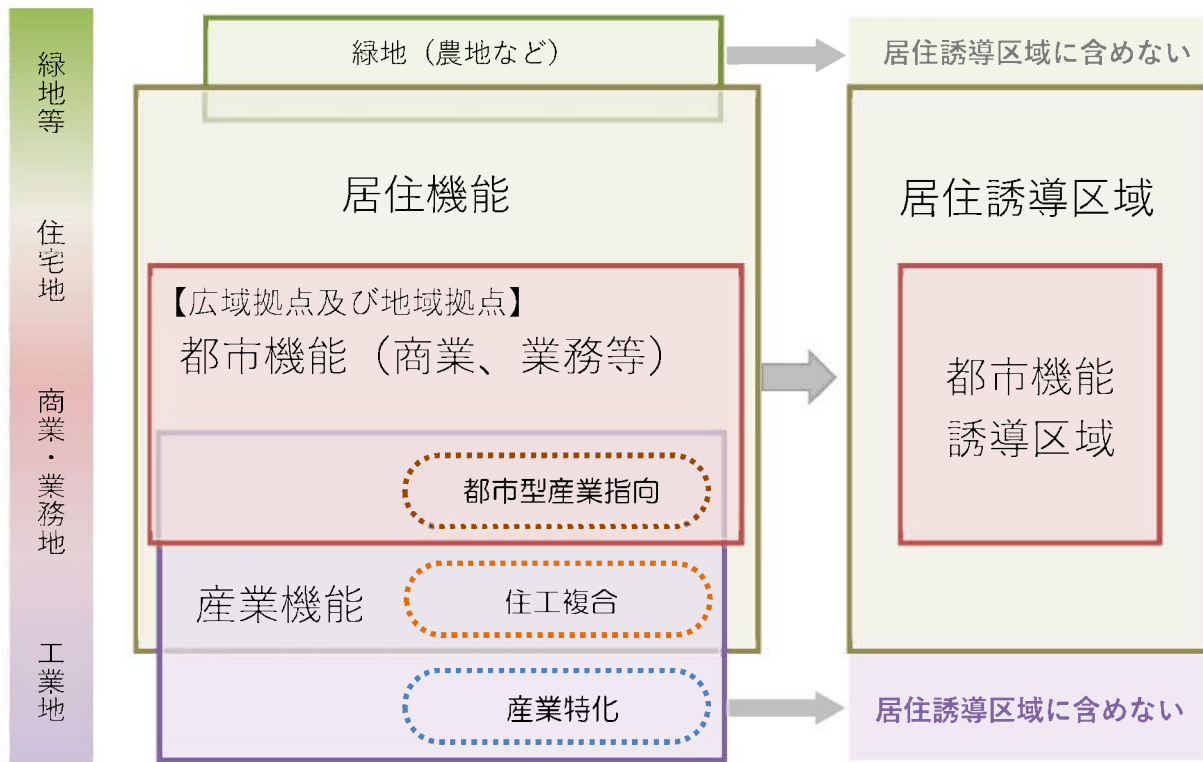 緑地等
住宅地
商業・業務地
工業地
緑地（農地など）
居住誘導区域に含めない
居住機能
居住誘導区域
【広域拠点及び地域拠点】
都市機能（商業、業務等）
都市機能
誘導区域
都市型産業指向
産業機能
住工複合
産業特化
居住誘導区域に含めない